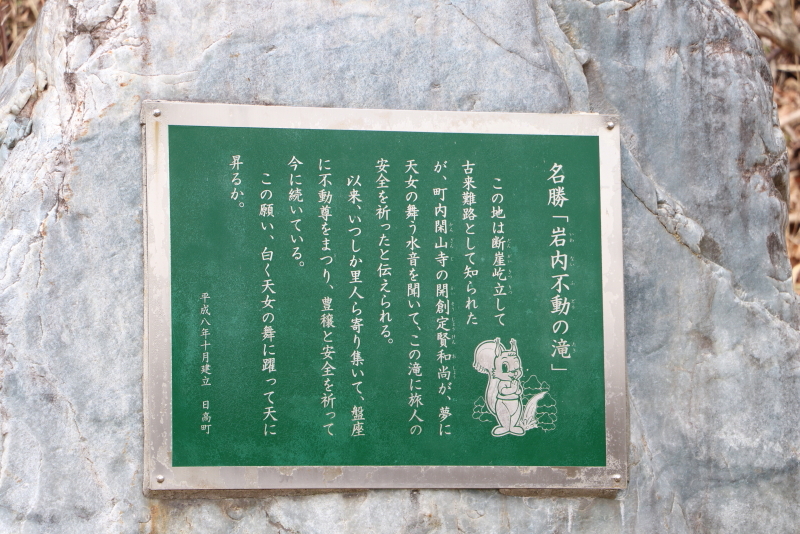 名勝「岩内不動の滝」
この地は断崖屹立して
古来難路として知られた
が、町内閑山寺の開創定賢和尚が、夢に
天女の舞う水音を聞いて、この滝に旅人の
安全を祈ったと伝えられる。
以来、いつしか里人ら寄り集いて、盤座
に不動尊をまつり、豊穣と安全を祈って
今に続いている。
この願い、白く天女の舞に躍って天に
昇るか。
平成八年十月建立 日高町